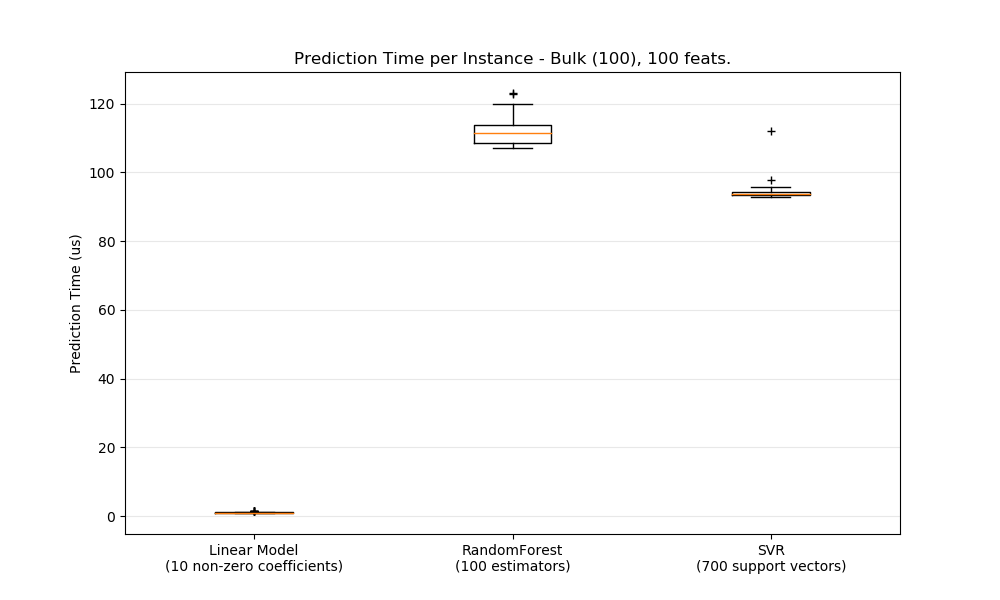 Prediction Time per Instance - Bulk (100), 100 feats.
Prediction Time (us)
120
100
80
60
40
20
0
Linear Model
(10 non-zero coefficients)
RandomForest
(100 estimators)
SVR
(700 support vectors)